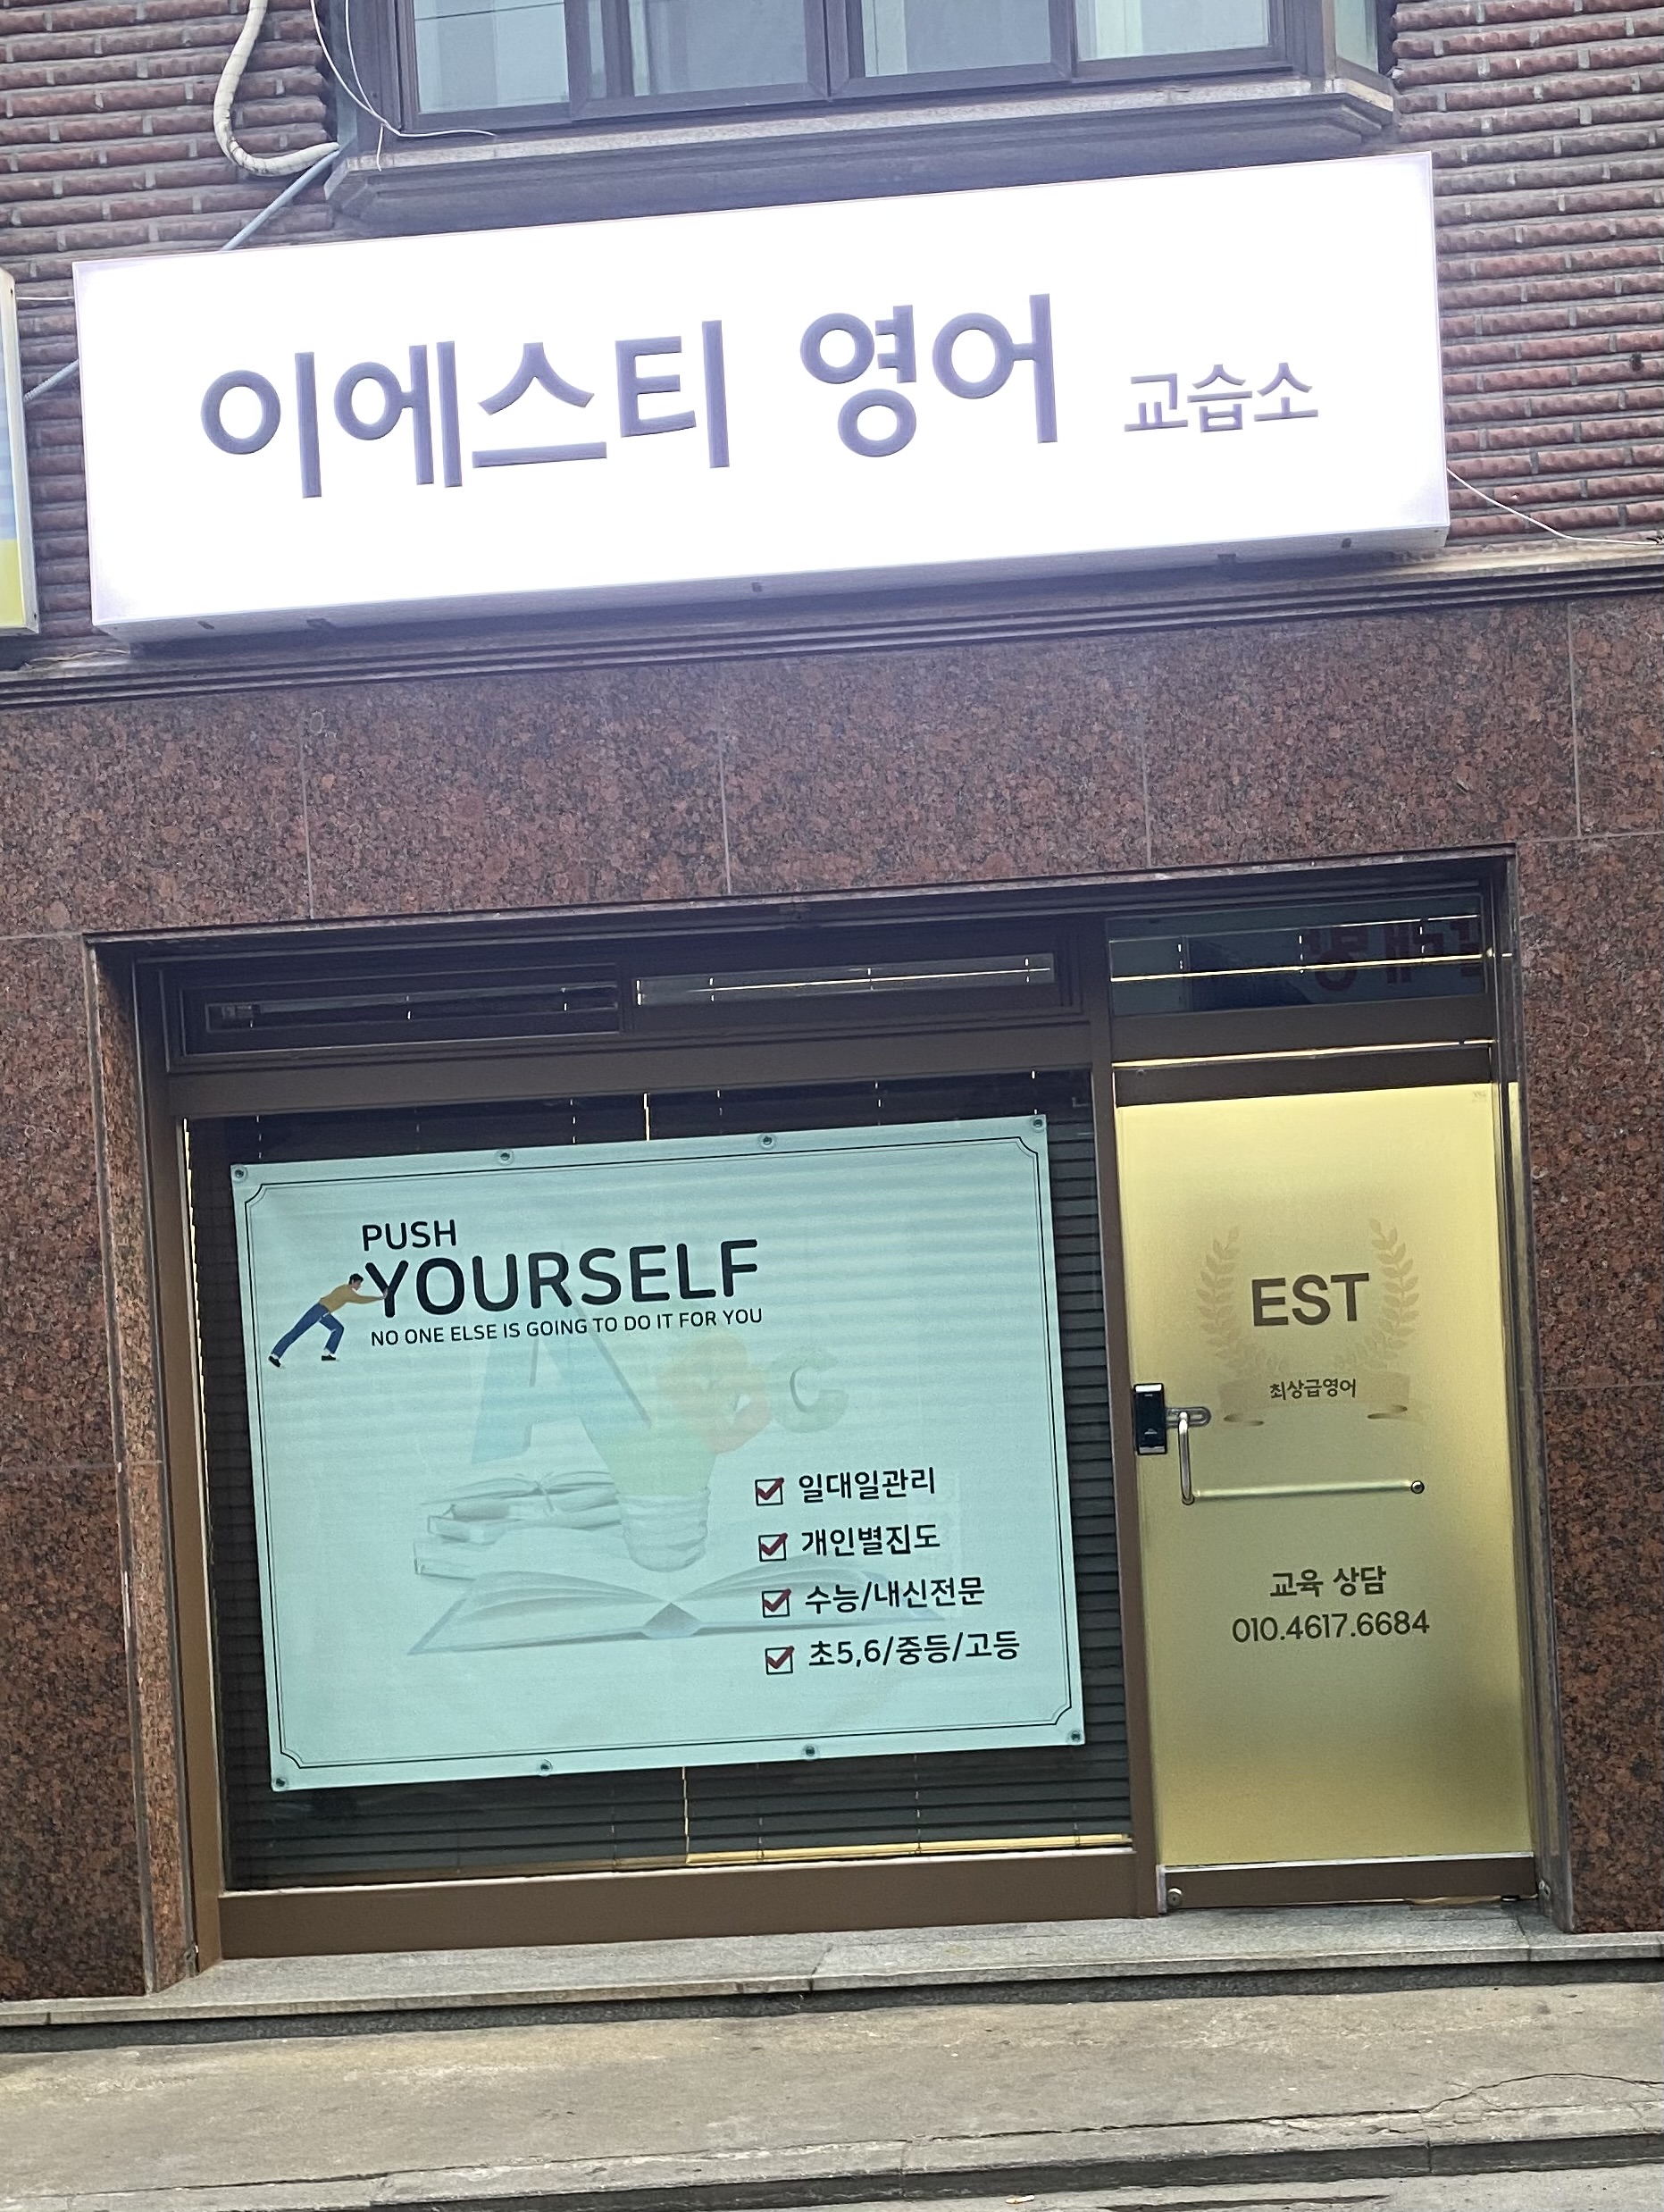 이에스티 영어 교습소
PUSH
YOURSELF
NO ONE ELSE IS GOING TO DO IT FOR YOU
A
C
일대일관리
개인별진도
수능/내신전문
초5,6/중등/고등
EST
최상급영어
교육 상담
010.4617.6684